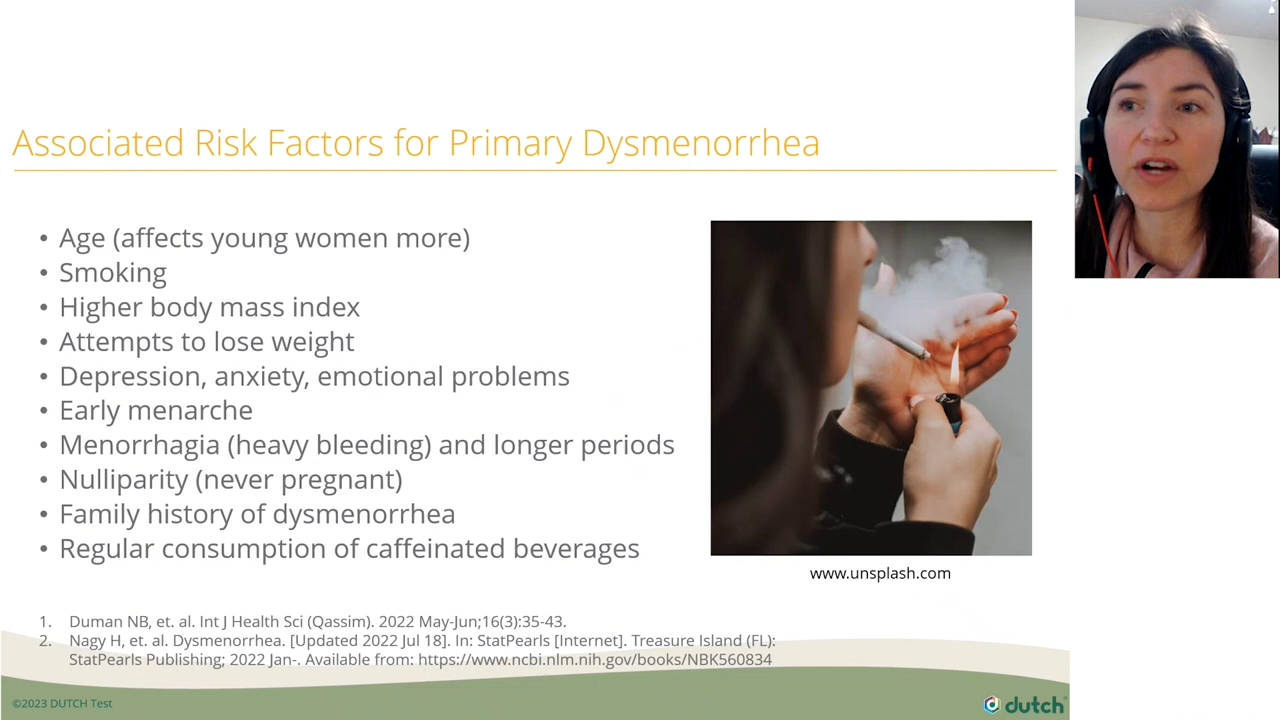 Associated Risk Factors for Primary Dysmenorrhea
• Age (affects young women more)
• Smoking
• Higher body mass index
• Attempts to lose weight
• Depression, anxiety, emotional problems
• Early menarche
• Menorrhagia (heavy bleeding) and longer periods
• Nulliparity (never pregnant)
• Family history of dysmenorrhea
• Regular consumption of caffeinated beverages
www.unsplash.com
1. Duman NB, et. al. Int J Health Sci (Qassim). 2022 May-Jun;16(3):35-43.
2. Nagy H, et. al. Dysmenorrhea. [Updated 2022 Jul 18]. In: StatPearls [Internet]. Treasure Island (FL):
StatPearls Publishing; 2022 Jan-. Available from: https://www.ncbi.nlm.nih.gov/books/NBK560834
©2023 DUTCH Test
dutch